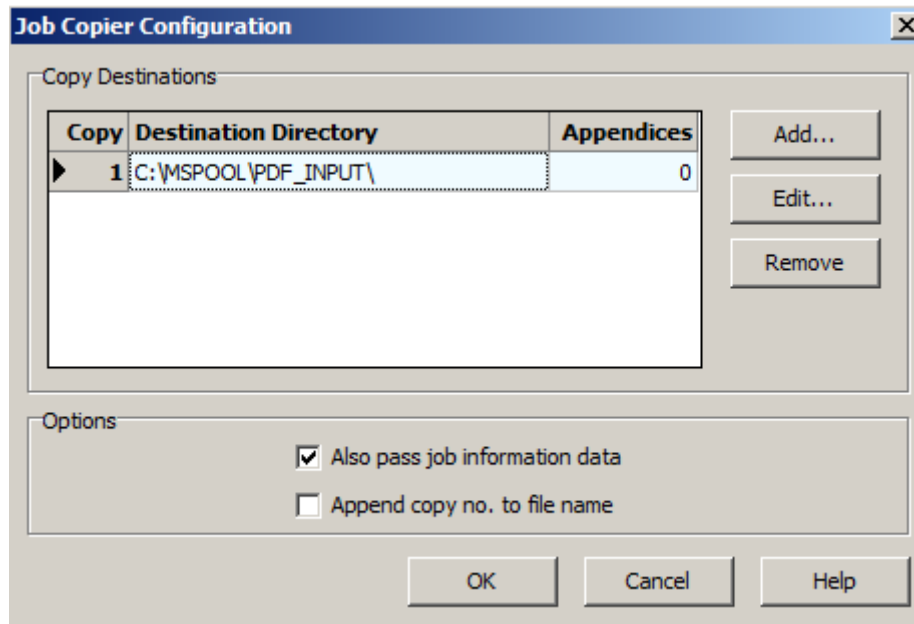 Job Copier Configuration
Copy Destinations
Copy Destination Directory Appendices
1 C:\MSPOOL\PDF_INPUT\ 0
Add...
Edit...
Remove
Options
Also pass job information data
Append copy no. to file name
OK Cancel Help